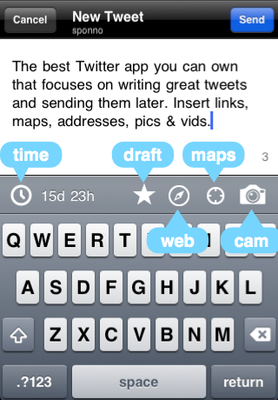 Cancel New Tweet Send
sponno
The best Twitter app you can own
that focuses on writing great tweets
and sending them later. Insert links,
maps, addresses, pics & vids.
time draft maps 3
15d 23h
web cam
Q W E R T
A S D F G H J K L
Z X C V B N M
.?123 space return